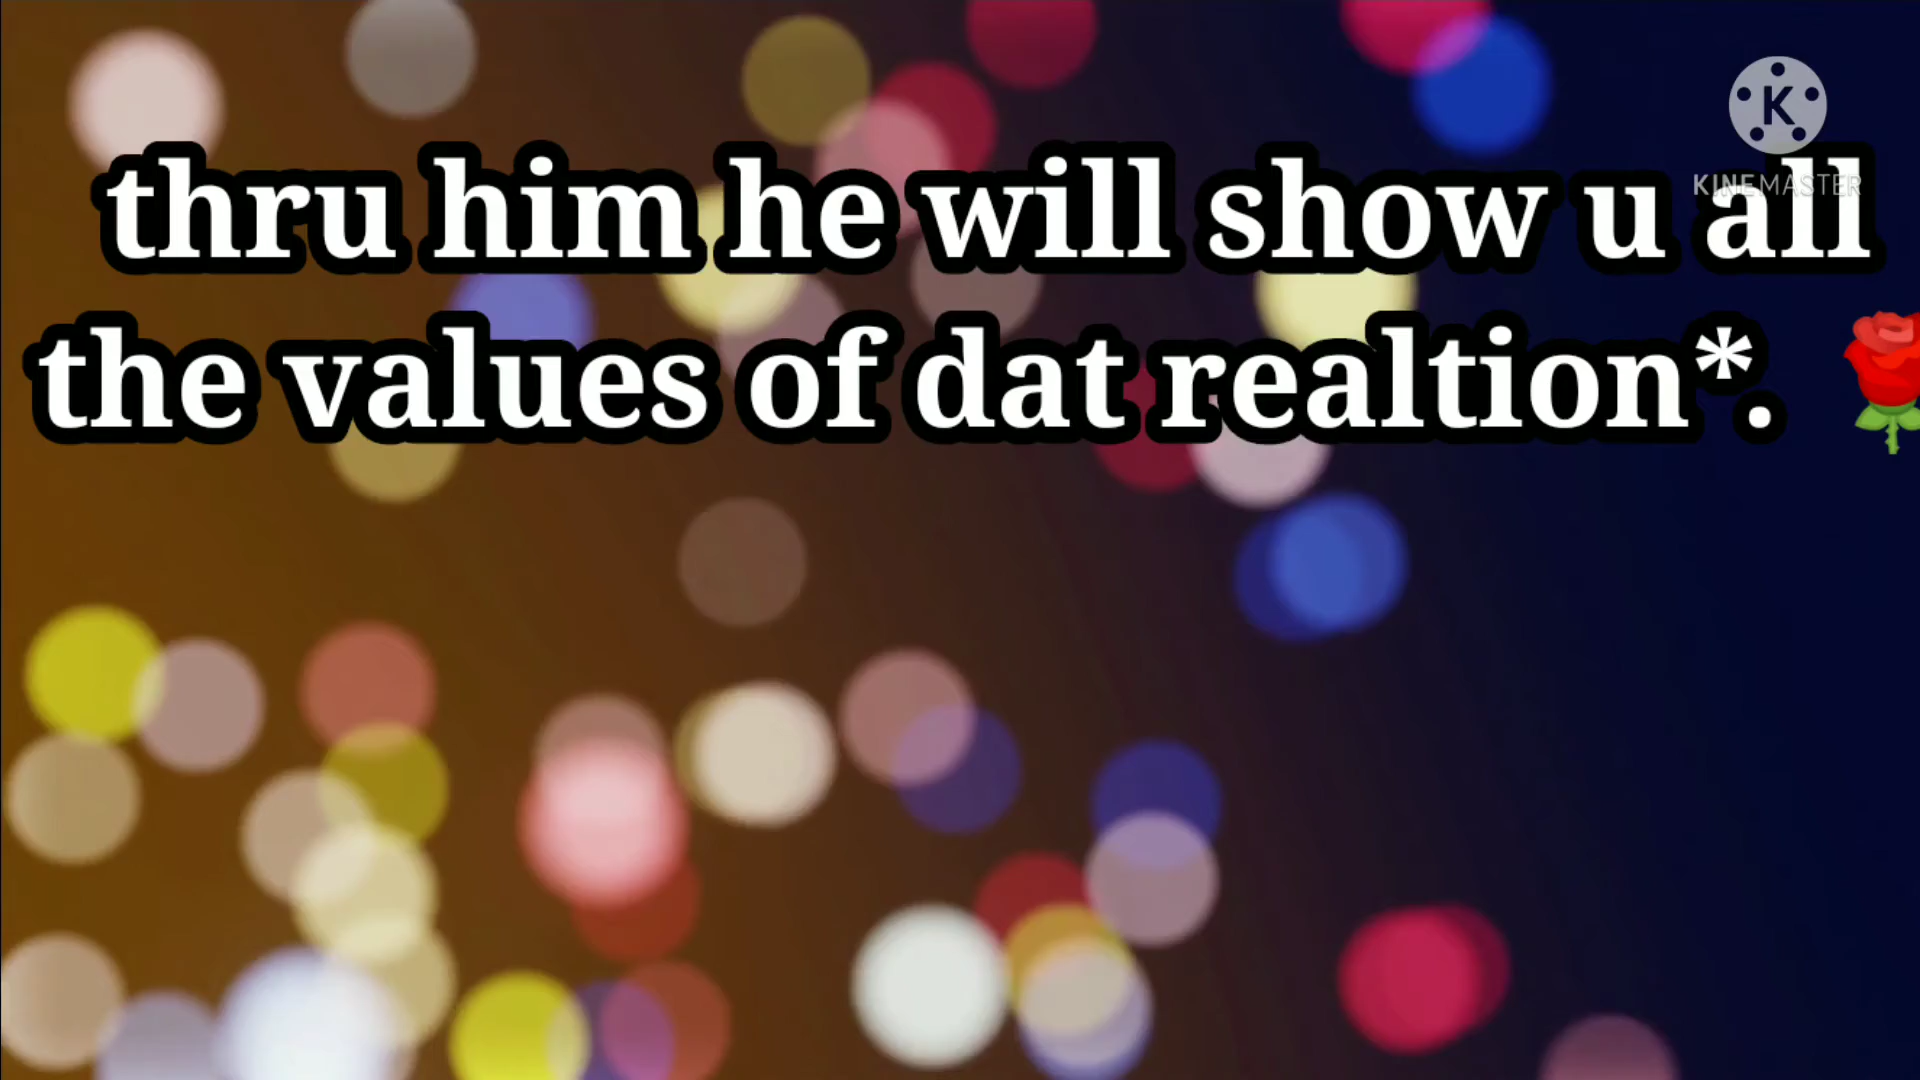 K
KINEMASTER
thru him he will show u all
the values of dat realtion*. 🌹